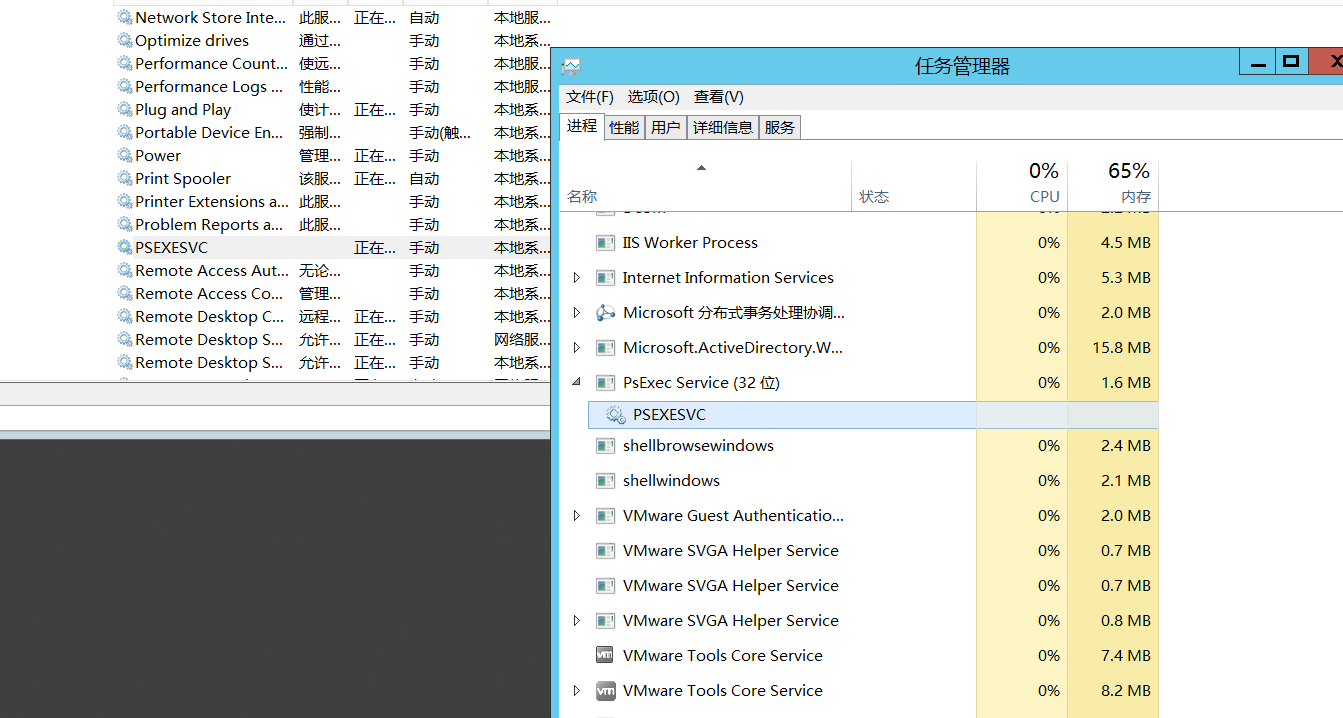 Network Store Inte... 此服... 正在... 自动 本地服...
Optimize drives 通过... 手动 本地系...
Performance Count... 使远... 手动 本地服...
Performance Logs ... 性能... 手动 本地服...
Plug and Play 使计... 正在... 手动 本地系...
Portable Device En... 强制... 手动(触... 本地系...
Power 管理... 正在... 手动 本地系...
Print Spooler 该服... 正在... 自动 本地系...
Printer Extensions a... 此服... 手动 本地系...
Problem Reports a... 此服... 手动 本地系...
PSEXESVC 正在... 手动 本地系...
Remote Access Aut... 无论... 手动 本地系...
Remote Access Co... 管理... 手动 本地系...
Remote Desktop C... 远程... 正在... 手动 本地系...
Remote Desktop S... 允许... 正在... 手动 网络服...
Remote Desktop S... 允许... 正在... 手动 本地系...
任务管理器
文件(F) 选项(O) 查看(V)
进程 性能 用户 详细信息 服务
0% 65%
名称 状态 CPU 内存
IIS Worker Process 0% 4.5 MB
Internet Information Services 0% 5.3 MB
Microsoft 分布式事务处理协调... 0% 2.0 MB
Microsoft.ActiveDirectory.W... 0% 15.8 MB
PsExec Service (32 位) 0% 1.6 MB
PSEXESVC
shellbrowsewindows 0% 2.4 MB
shellwindows 0% 2.1 MB
VMware Guest Authenticatio... 0% 2.0 MB
VMware SVGA Helper Service 0% 0.7 MB
VMware SVGA Helper Service 0% 0.7 MB
VMware SVGA Helper Service 0% 0.8 MB
VMware Tools Core Service 0% 7.4 MB
VMware Tools Core Service 0% 8.2 MB